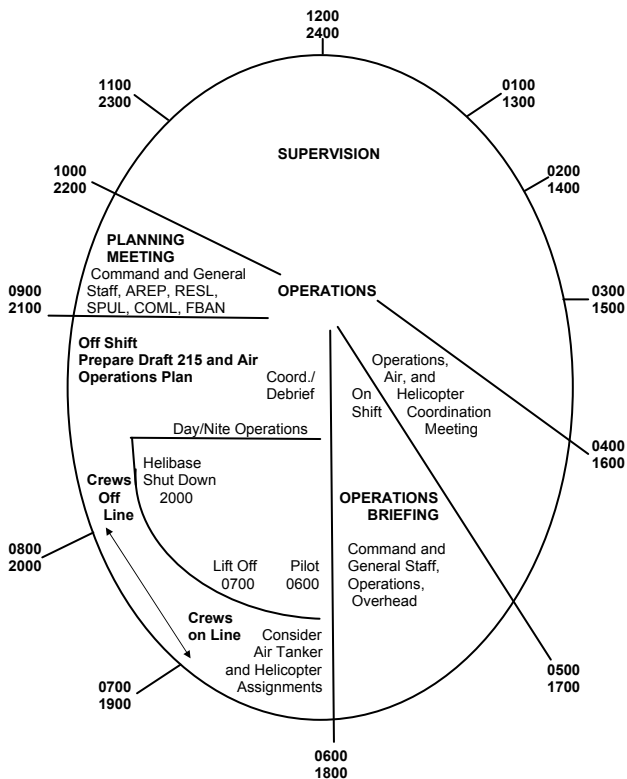 1200
2400
1100
2300
0100
1300
SUPERVISION
1000
2200
0200
1400
PLANNING
MEETING
Command and General
Staff, AREP, RESL,
SPUL, COML, FBAN
0900
2100
OPERATIONS
0300
1500
Off Shift
Prepare Draft 215 and Air
Operations Plan
Coord./
Debrief
On
Shift
Operations,
Air, and
Helicopter
Coordination
Meeting
0400
1600
Day/Nite Operations
Helibase
Shut Down
2000
Crews
Off
Line
OPERATIONS
BRIEFING
Command and
General Staff,
Operations,
Overhead
0800
2000
Lift Off
0700
Pilot
0600
Crews
on Line
Consider
Air Tanker
and Helicopter
Assignments
0700
1900
0500
1700
0600
1800